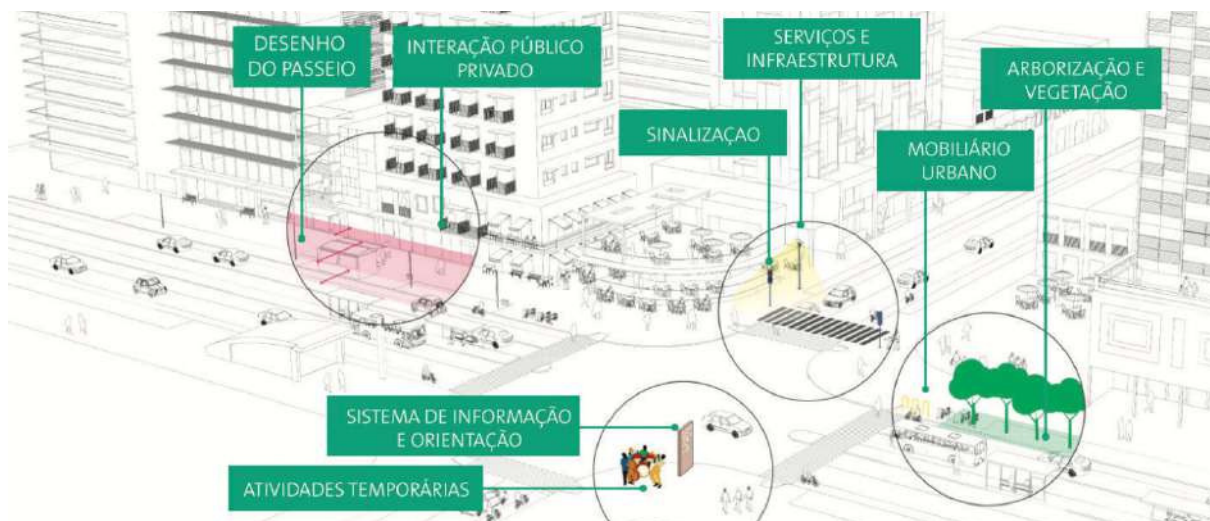 DESENHO
DO PASSEIO
INTERAÇÃO PÚBLICO
PRIVADO
SERVIÇOS E
INFRAESTRUTURA
ARBORIZAÇÃO E
VEGETAÇÃO
SINALIZAÇAO
MOBILIÁRIO
URBANO
SISTEMA DE INFORMAÇÃO
E ORIENTAÇÃO
ATIVIDADES TEMPORÁRIAS